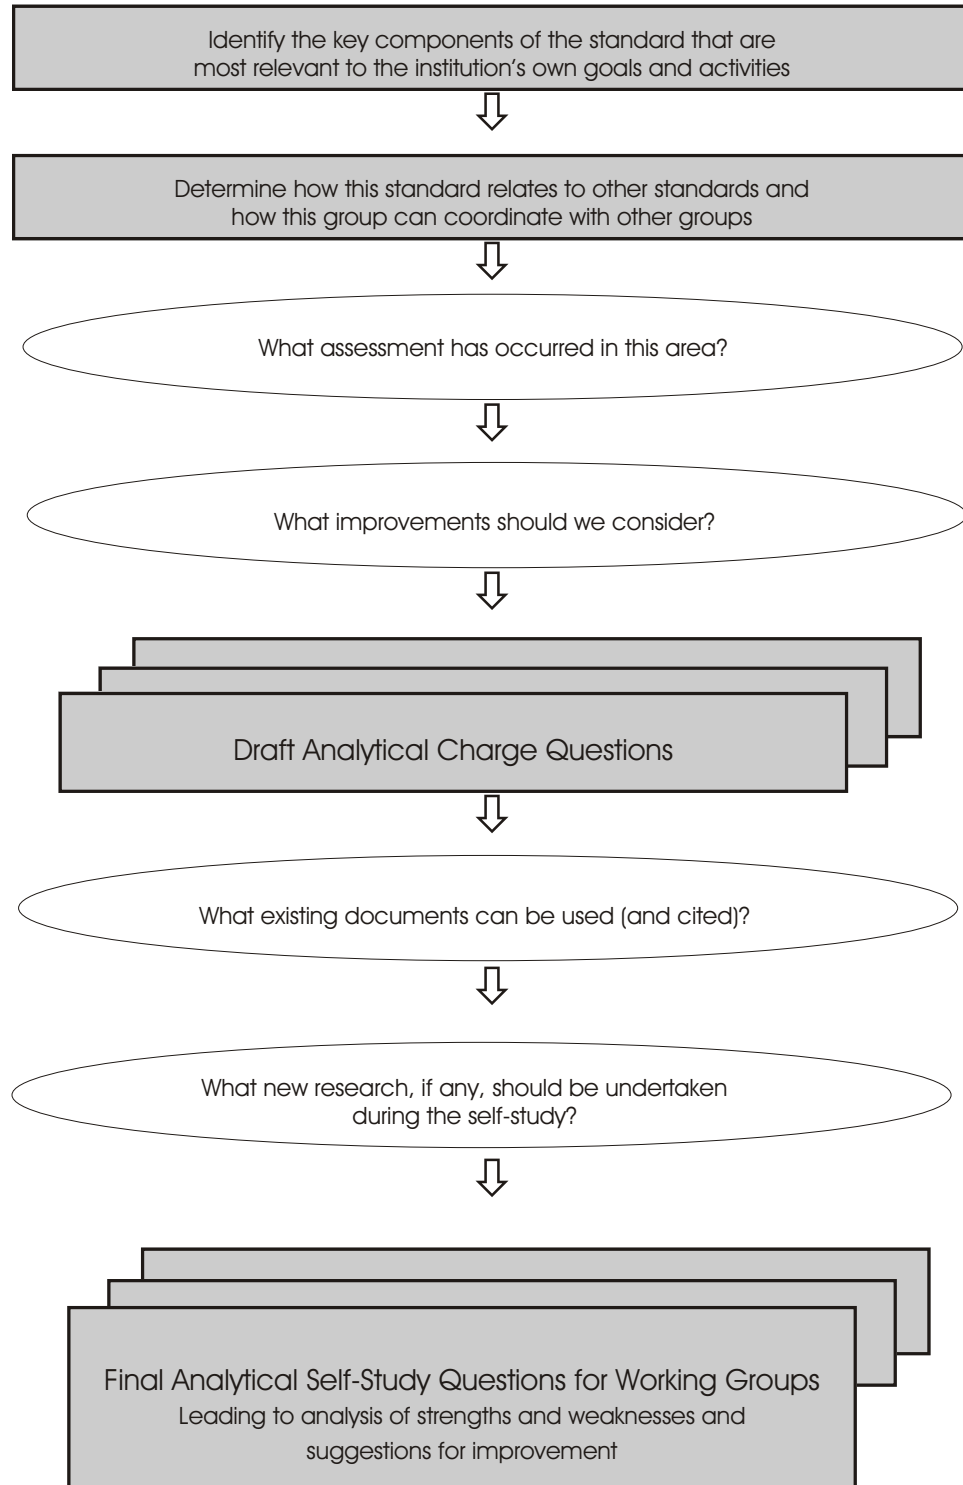 Identify the key components of the standard that are
most relevant to the institution’s own goals and activities
Determine how this standard relates to other standards and
how this group can coordinate with other groups
What assessment has occurred in this area?
What improvements should we consider?
Draft Analytical Charge Questions
What existing documents can be used (and cited)?
What new research, if any, should be undertaken
during the self-study?
Final Analytical Self-Study Questions for Working Groups
Leading to analysis of strengths and weaknesses and
suggestions for improvement